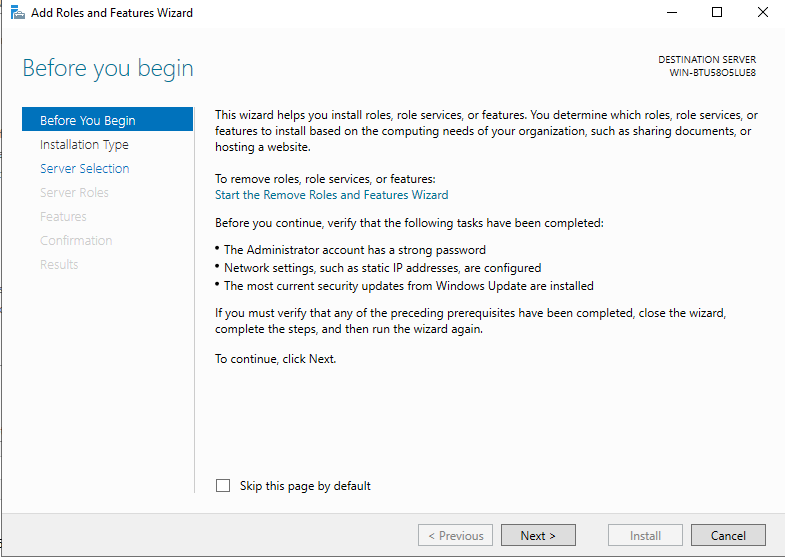 Add Roles and Features Wizard
Before you begin
DESTINATION SERVER
WIN-BTU58O5LUE8
Before You Begin
Installation Type
Server Selection
Server Roles
Features
Confirmation
Results
This wizard helps you install roles, role services, or features. You determine which roles, role services, or
features to install based on the computing needs of your organization, such as sharing documents, or
hosting a website.
To remove roles, role services, or features:
Start the Remove Roles and Features Wizard
Before you continue, verify that the following tasks have been completed:
• The Administrator account has a strong password
• Network settings, such as static IP addresses, are configured
• The most current security updates from Windows Update are installed
If you must verify that any of the preceding prerequisites have been completed, close the wizard,
complete the steps, and then run the wizard again.
To continue, click Next.
Skip this page by default
< Previous
Next >
Install
Cancel